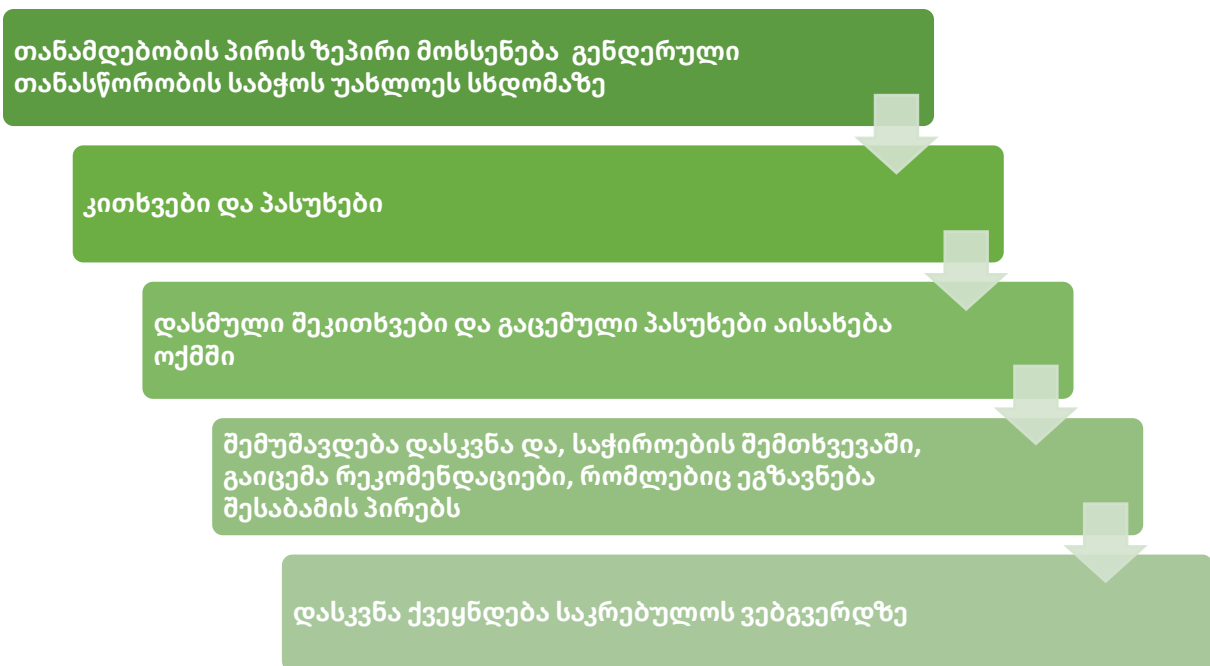 თანამდებობის პირის ზეპირი მოხსენება გენდერული
თანასწორობის საბჭოს უახლოეს სხდომაზე
კითხვები და პასუხები
დასმული შეკითხვები და გაცემული პასუხები აისახება
ოქმში
შემუშავდება დასკვნა და, საჭიროების შემთხვევაში,
გაიცემა რეკომენდაციები, რომლებიც ეგზავნება
შესაბამის პირებს
დასკვნა ქვეყნდება საკრებულოს ვებგვერდზე